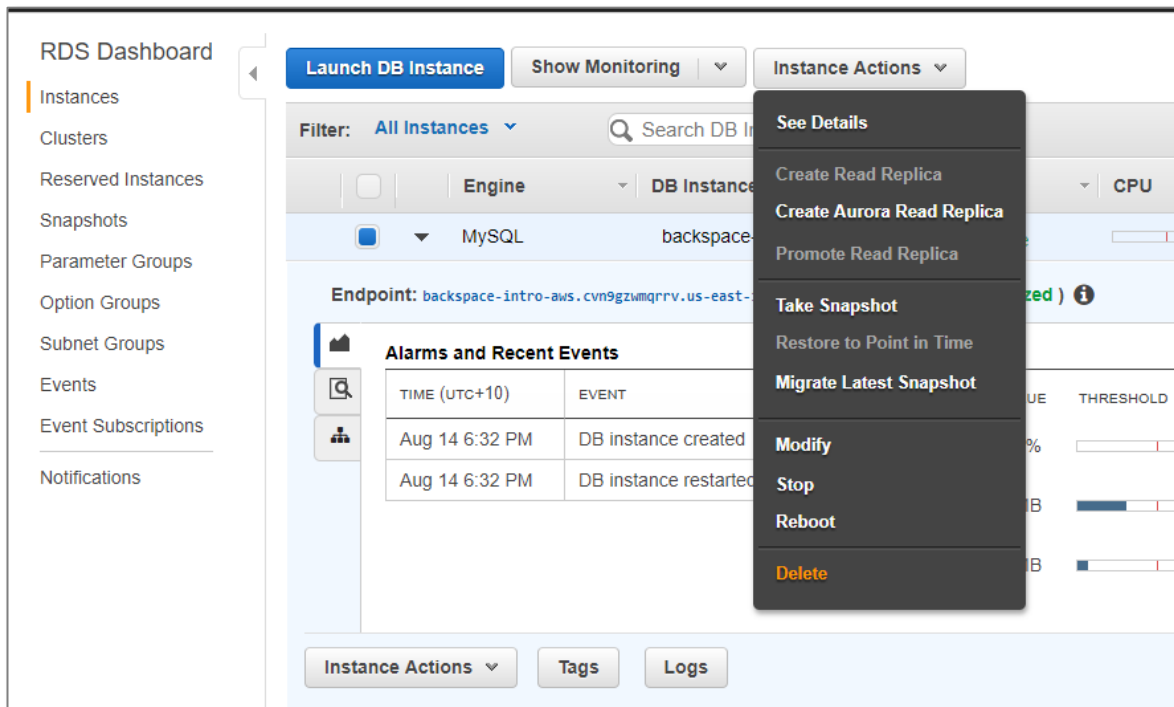 RDS Dashboard
Instances
Clusters
Reserved Instances
Snapshots
Parameter Groups
Option Groups
Subnet Groups
Events
Event Subscriptions
Notifications
Launch DB Instance
Show Monitoring
Instance Actions
Filter: All Instances
Search DB
Engine DB Instance CPU
MySQL backspace-
Endpoint: backspace-intro-aws.cvn9gzwmqrrv.us-east-
zed )
Alarms and Recent Events
TIME (UTC+10) EVENT
Aug 14 6:32 PM DB instance created
Aug 14 6:32 PM DB instance restarted
UE THRESHOLD
%
MB
MB
See Details
Create Read Replica
Create Aurora Read Replica
Promote Read Replica
Take Snapshot
Restore to Point in Time
Migrate Latest Snapshot
Modify
Stop
Reboot
Delete
Instance Actions Tags Logs